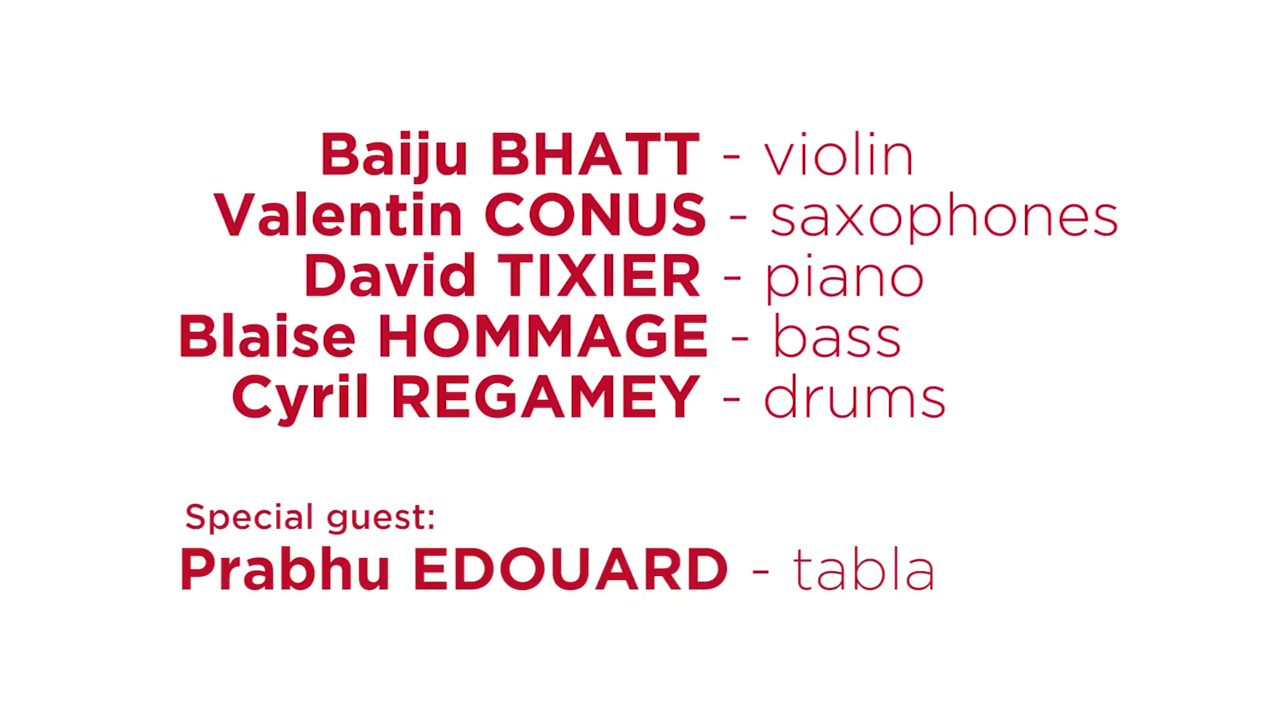 Baiju BHATT - violin
Valentin CONUS - saxophones
David TIXIER - piano
Blaise HOMMAGE - bass
Cyril REGAMEY - drums
Special guest:
Prabhu EDOUARD - tabla